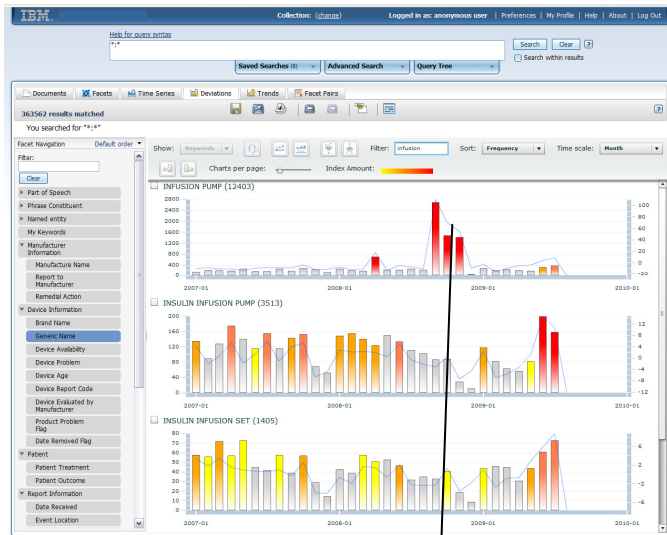 IBM.
Collection: (change) Logged in as: anonymous user | Preferences | My Profile | Help | About | Log Out
Help for query syntax
*:*
Search Clear ?
Search within results
Saved Searches (0) Advanced Search Query Tree
Documents Facets Time Series Deviations Trends Facet Pairs
363562 results matched
You searched for "*:*"
Facet Navigation Default order
Filter:
Clear
Part of Speech
Phrase Constituent
Named entity
My Keywords
Manufacturer
Information
Manufacture Name
Report to
Manufacturer
Remedial Action
Device Information
Brand Name
Generic Name
Device Availability
Device Problem
Device Age
Device Report Code
Device Evaluated by
Manufacturer
Product Problem
Flag
Date Removed Flag
Patient
Patient Treatment
Patient Outcome
Report Information
Date Received
Event Location
Show: Keywords Filter: infusion Sort: Frequency Time scale: Month
Charts per page: Index Amount:
INFUSION PUMP (12403)
2800
2400
2000
1600
1200
800
400
0
100
80
60
40
20
0
2007-01 2008-01 2009-01 2010-01
INSULIN INFUSION PUMP (3513)
200
160
120
80
40
0
12
8
4
0
-4
-8
-12
2007-01 2008-01 2009-01 2010-01
INSULIN INFUSION SET (1405)
80
70
60
50
40
30
20
10
0
6
2
-2
-6
2007-01 2008-01 2009-01 2010-01